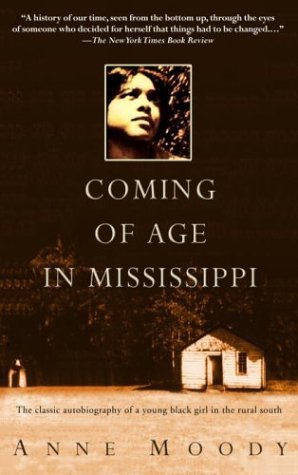 “A history of our time, seen from the bottom up, through the eyes
of someone who decided for herself that things had to be changed.…”
—The New York Times Book Review
COMING
OF AGE
IN MISSISSIPPI
The classic autobiography of a young black girl in the rural south
ANNE MOODY